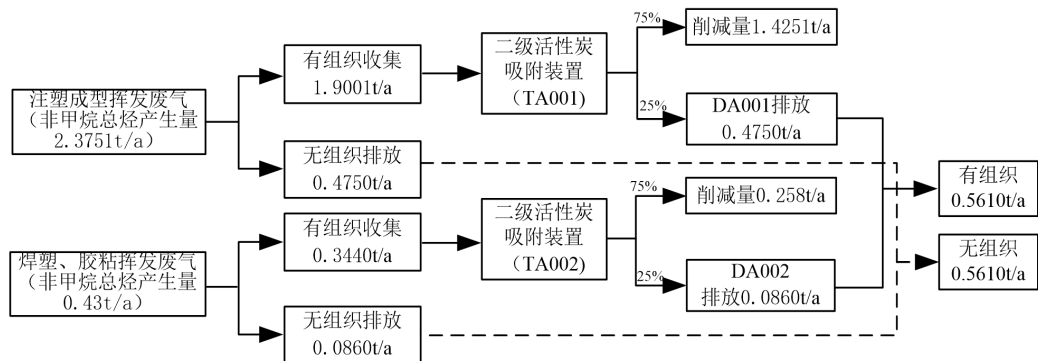 注塑成型挥发废气
（非甲烷总烃产生量
2.3751t/a）
有组织收集
1.9001t/a
二级活性炭
吸附装置
（TA001）
75%
削减量1.4251t/a
25%
DA001排放
0.4750t/a
无组织排放
0.4750t/a
焊塑、胶粘挥发废气
（非甲烷总烃产生量
0.43t/a）
有组织收集
0.3440t/a
二级活性炭
吸附装置
（TA002）
75%
削减量0.258t/a
25%
DA002
排放0.0860t/a
无组织排放
0.0860t/a
有组织
0.5610t/a
无组织
0.5610t/a